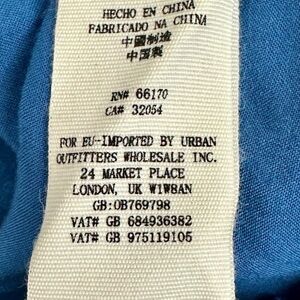 HECHO EN CHINA
FABRICADO NA CHINA
中國制造
中国製
RN# 66170
CA# 32054
FOR EU-IMPORTED BY URBAN
OUTFITTERS WHOLESALE INC.
24 MARKET PLACE
LONDON, UK W1W8AN
GB:0B769798
VAT# GB 684936382
VAT# GB 975119105